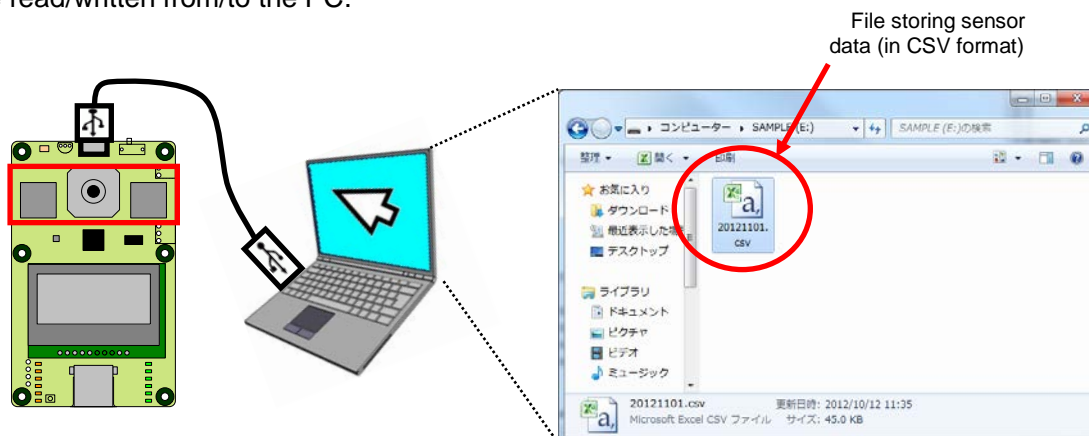 read/written from/to the PC.
File storing sensor
data (in CSV format)
コンピューター ▸ SAMPLE (E:)
SAMPLE (E:)の検索
整理
開く
印刷
お気に入り
ダウンロード
最近表示した場
デスクトップ
20121101.
csv
ライブラリ
ドキュメント
ピクチャ
ビデオ
ミュージック
20121101.csv
更新日時: 2012/10/12 11:35
Microsoft Excel CSV ファイル
サイズ: 45.0 KB